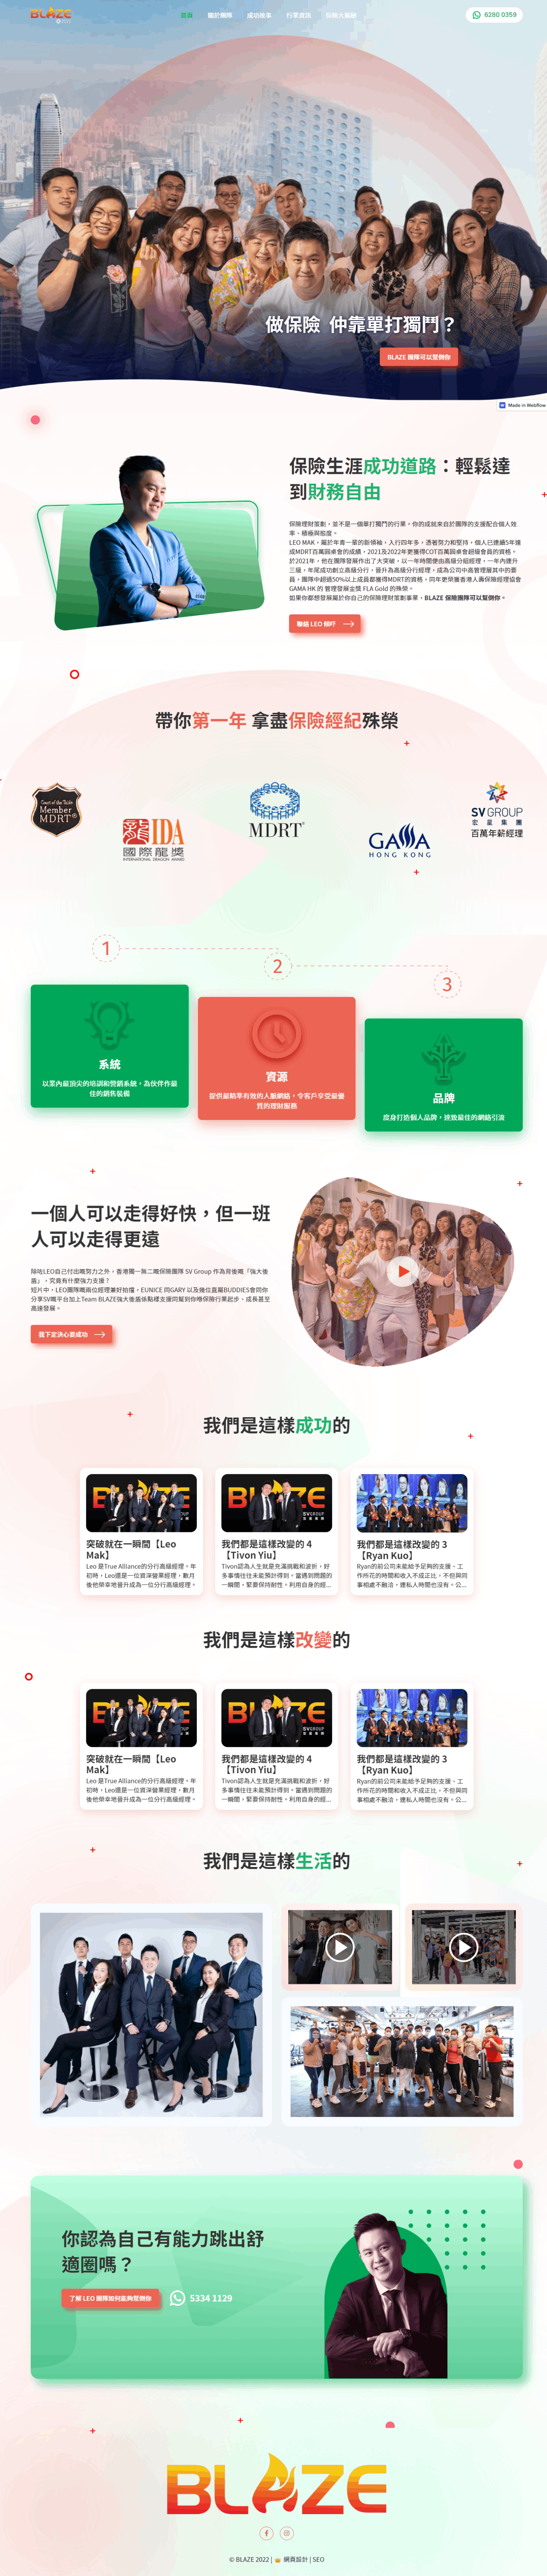 BLAZE
首頁 關於團隊 成功故事 行家資訊
6280 0359
做保險 仲靠單打獨鬥？
BLAZE 團隊可以幫倒你
Made in Webflow
保險生涯成功道路：輕鬆達
到財務自由
保險理財策劃，並不是一個單打獨鬥的行業。你的成就來自於團隊的支援配合個人效
率、積極與態度。
LEO MAK，屬於年青一輩的新領袖，入行四年多，憑著努力和堅持，個人已連續5年達
成MDRT百萬圓桌會的成績，2021及2022年更獲得COT百萬圓桌會超級會員的資格。
於2021年，他在團隊發展作出了大突破，以一年時間便由高級分組經理，一年內連升
三級，年尾成功創立高級分行，晉升為高級分行經理，成為公司中高管理層其中的要
員，團隊中超過50%以上成員都獲得MDRT的資格，同年更榮獲香港人壽保險經理協會
GAMA HK 的 管理發展金獎 FLA Gold 的殊榮。
如果你都想發展屬於你自己的保險理財策劃事業，BLAZE 保險團隊可以幫倒你。
聯絡 LEO 傾吓
帶你第一年 拿盡保險經紀殊榮
Court of the Table
Member
MDRT
IDA
國際龍獎
INTERNATIONAL DRAGON AWARD
MDRT
GAMA
HONG KONG
SV GROUP
宏星集團
百萬年薪經理
1
2
3
系統
以業內最頂尖的培訓和營銷系統，為伙伴作最
佳的銷售裝備
資源
提供最精準有效的人脈網絡，令客戶享受最優
質的理財服務
品牌
度身打造個人品牌，達致最佳的網絡引流
一個人可以走得好快，但一班
人可以走得更遠
除咗LEO自己付出嘅努力之外，香港獨一無二嘅保險團隊 SV Group 作為背後嘅「強大後
盾」，究竟有什麼強力支援？
短片中，LEO團隊嘅兩位經理兼好拍檔，EUNICE 同GARY 以及幾位直屬BUDDIES會同你
分享SV嘅平台加上Team BLAZE強大後盾係點樣支援同幫到你喺保險行業起步、成長甚至
高速發展。
我下定決心要成功
我們是這樣成功的
突破就在一瞬間【Leo
Mak】
Leo 是True Alliance的分行高級經理。年
初時，Leo還是一位資深營業經理，數月
後他榮幸地晉升成為一位分行高級經理。
我們都是這樣改變的 4
【Tivon Yiu】
Tivon認為人生就是充滿挑戰和波折，好
多事情往往未能預計得到。當遇到問題的
一瞬間，緊要保持耐性。利用自身的經...
我們都是這樣改變的 3
【Ryan Kuo】
Ryan的前公司未能給予足夠的支援、工
作所花的時間和收入不成正比，不但與同
事相處不融洽，連私人時間也沒有。公...
我們是這樣改變的
突破就在一瞬間【Leo
Mak】
Leo 是True Alliance的分行高級經理。年
初時，Leo還是一位資深營業經理，數月
後他榮幸地晉升成為一位分行高級經理。
我們都是這樣改變的 4
【Tivon Yiu】
Tivon認為人生就是充滿挑戰和波折，好
多事情往往未能預計得到。當遇到問題的
一瞬間，緊要保持耐性。利用自身的經...
我們都是這樣改變的 3
【Ryan Kuo】
Ryan的前公司未能給予足夠的支援、工
作所花的時間和收入不成正比，不但與同
事相處不融洽，連私人時間也沒有。公...
我們是這樣生活的
你認為自己有能力跳出舒
適圈嗎？
了解 LEO 團隊如何能夠幫倒你
5334 1129
BLAZE
© BLAZE 2022 | 網頁設計 | SEO